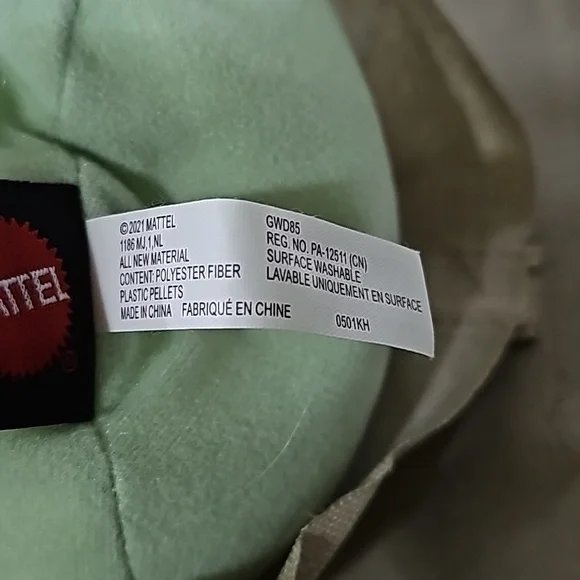 ATTEL
©2021 MATTEL
1186 MJ,1,NL
ALL NEW MATERIAL
CONTENT: POLYESTER FIBER
PLASTIC PELLETS
MADE IN CHINA FABRIQUÉ EN CHINE
GWD85
REG. NO. PA-12511 (CN)
SURFACE WASHABLE
LAVABLE UNIQUEMENT EN SURFACE
0501KH